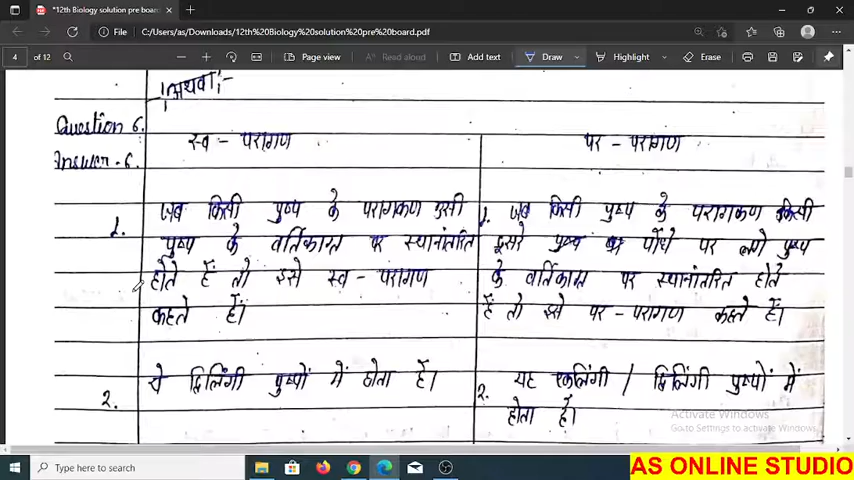 *12th Biology solution pre boar
File
C:/Users/as/Downloads/12th%20Biology%20solution%20pre%20board.pdf
4 of 12
Page view
Read aloud
Add text
Draw
Highlight
Erase
अथवा:-
Question 6.
स्व - परागण
पर - परागण
Answer-6.
1. जब किसी पुष्प के परागकण उसी
पुष्प के वर्तिकाग्र पर स्थानांतरित
होते हैं तो इसे स्व - परागण
कहते हैं।
1. जब किसी पुष्प के परागकण किसी
दूसरे पुष्प पौधे पर लगे पुष्प
के वर्तिकाग्र पर स्थानांतरित होते
हैं तो इसे पर - परागण कहते हैं।
2. ये द्विलिंगी पुष्पों में होता है।
2. यह एकलिंगी / द्विलिंगी पुष्पों में
होता है।
Activate Windows
Go to Settings to activate Windows.
Type here to search
AS ONLINE STUDIO